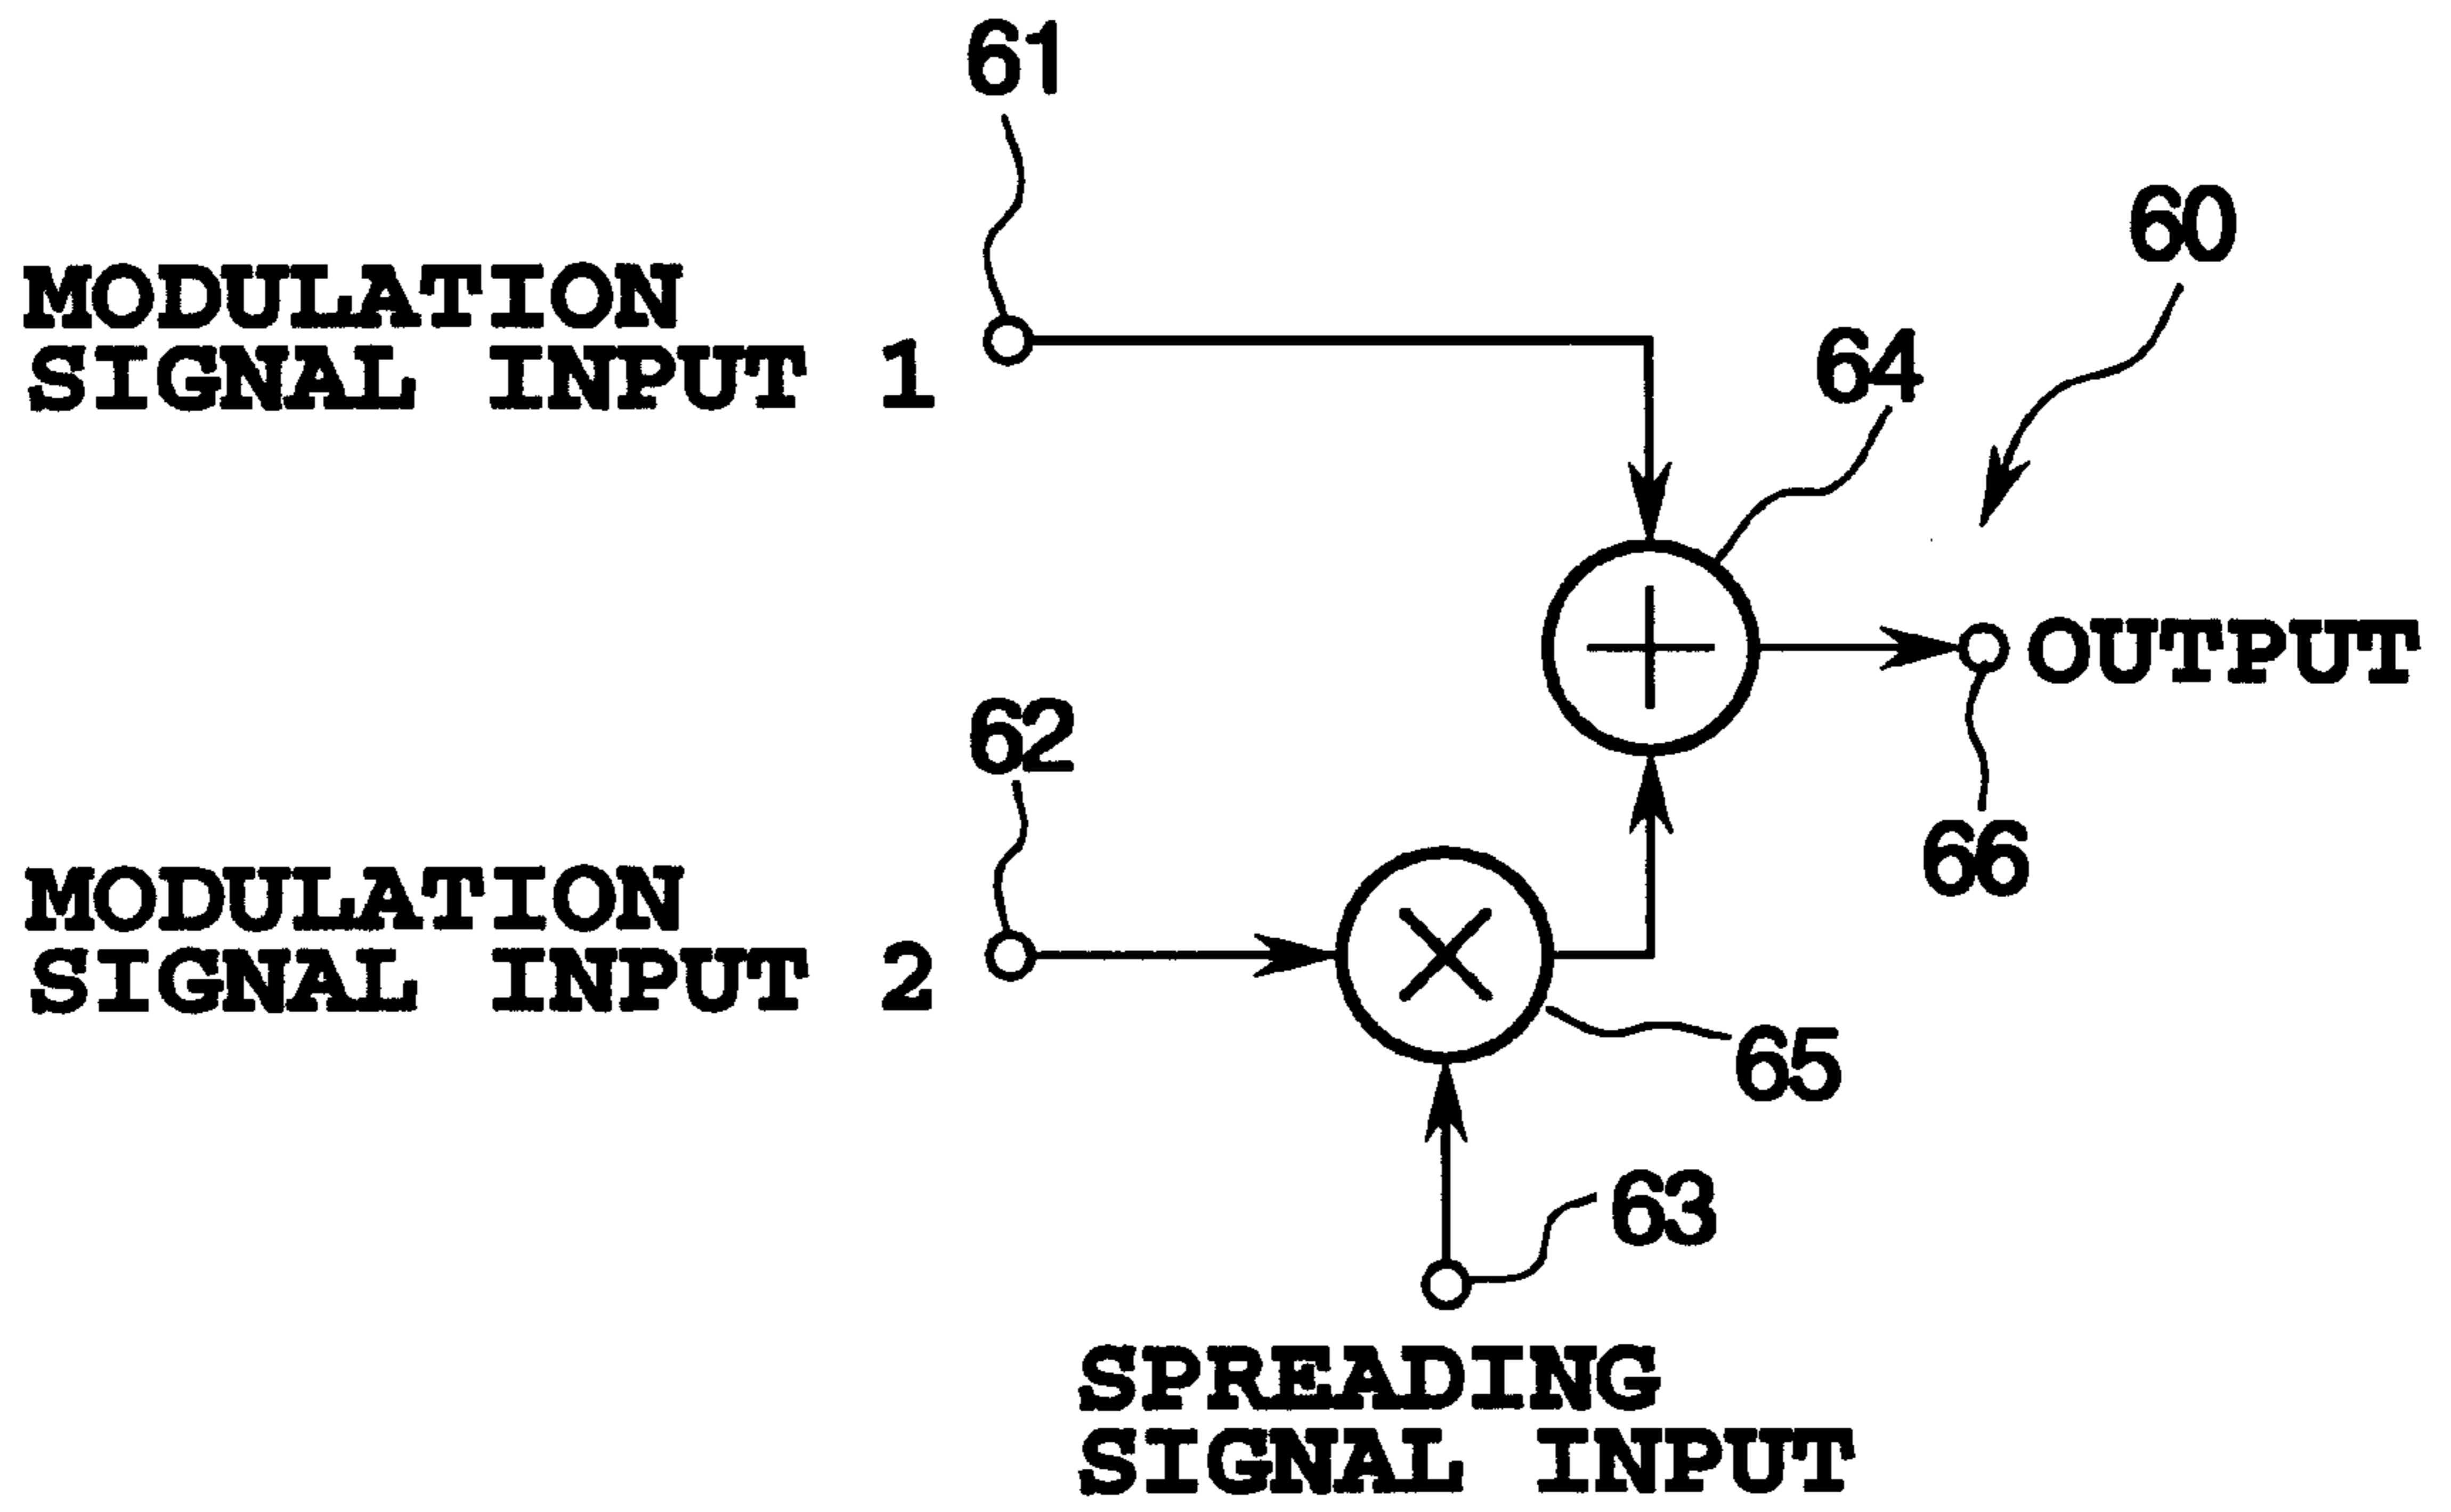 61
60
MODULATION
SIGNAL INPUT 1
64
OUTPUT
62
66
MODULATION
SIGNAL INPUT 2
65
63
SPREADING
SIGNAL INPUT